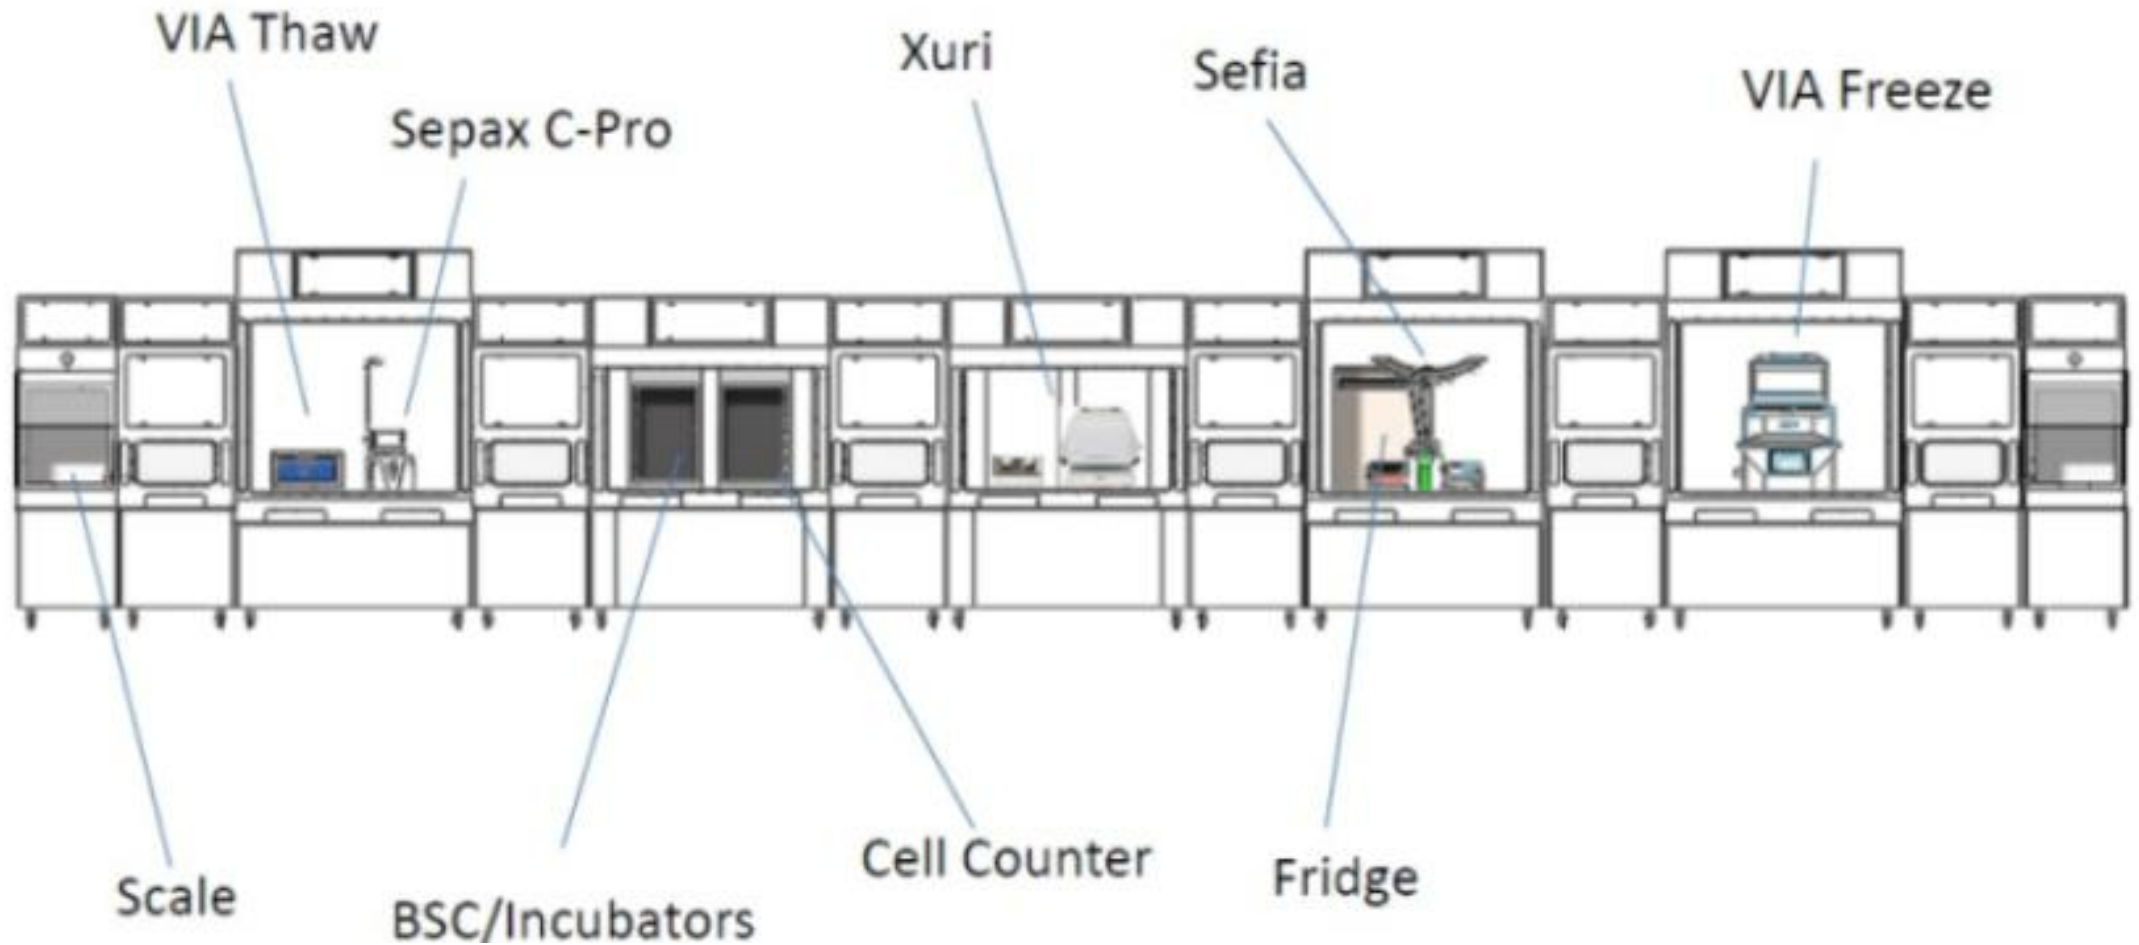 VIA Thaw
Sepax C-Pro
Xuri
Sefia
VIA Freeze
Scale
BSC/Incubators
Cell Counter
Fridge